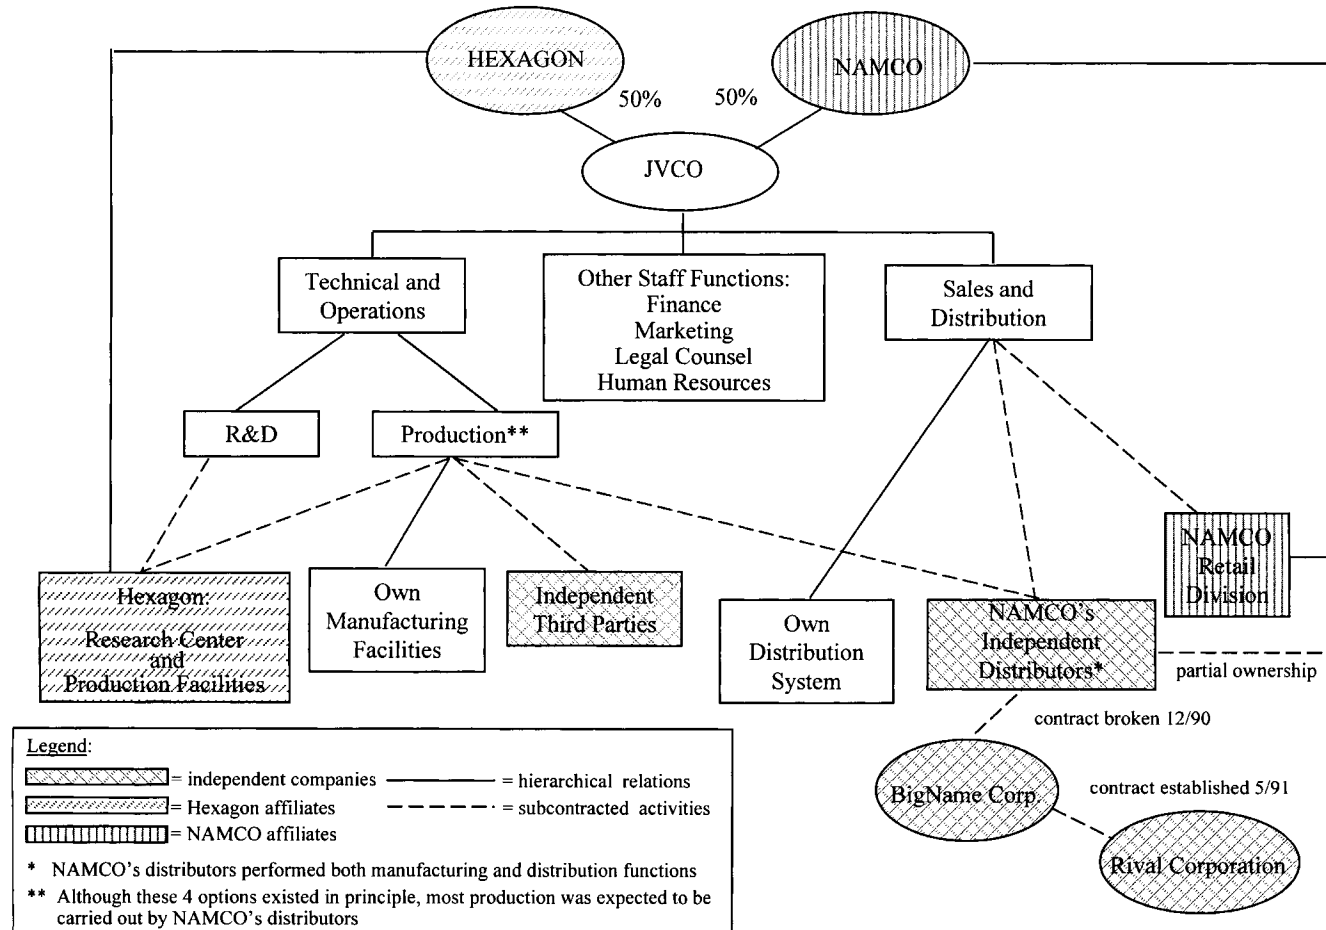 HEXAGON
NAMCO
50%
50%
JVCO
Technical and
Operations
Other Staff Functions:
Finance
Marketing
Legal Counsel
Human Resources
Sales and
Distribution
R&D
Production**
Hexagon:
Research Center
and
Production Facilities
Own
Manufacturing
Facilities
Independent
Third Parties
Own
Distribution
System
NAMCO's
Independent
Distributors*
NAMCO
Retail
Division
partial ownership
contract broken 12/90
BigName Corp.
contract established 5/91
Rival Corporation
Legend:
= independent companies
= hierarchical relations
= Hexagon affiliates
= subcontracted activities
= NAMCO affiliates
* NAMCO's distributors performed both manufacturing and distribution functions
** Although these 4 options existed in principle, most production was expected to be
carried out by NAMCO's distributors